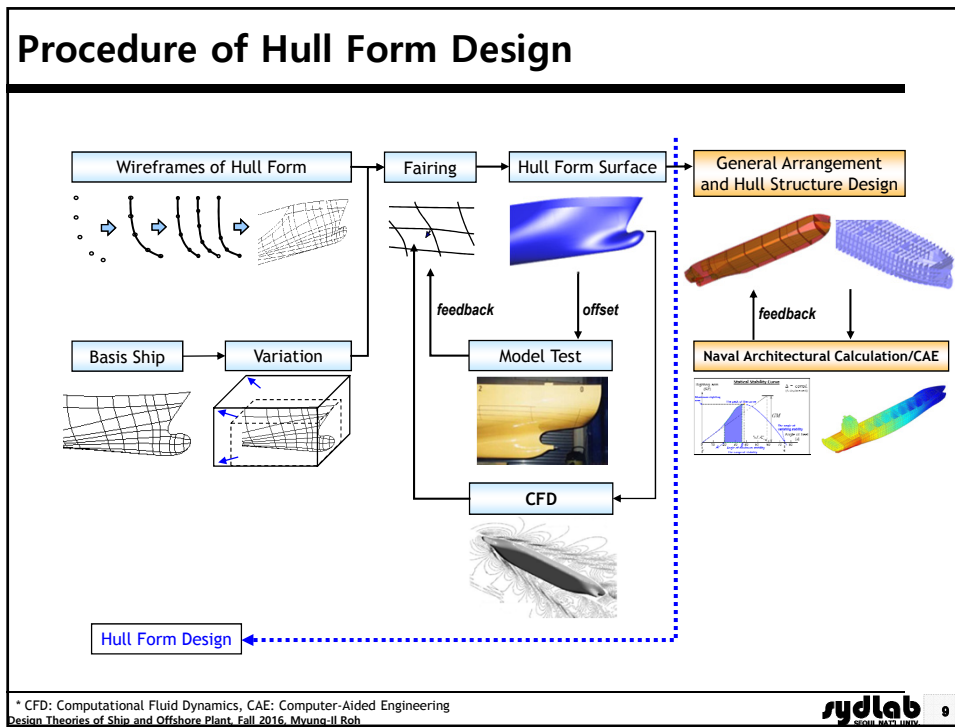 Procedure of Hull Form Design
Wireframes of Hull Form
Fairing
Hull Form Surface
General Arrangement
and Hull Structure Design
feedback
offset
feedback
Basis Ship
Variation
Model Test
Naval Architectural Calculation/CAE
Statical Stability Curve
CFD
Hull Form Design
* CFD: Computational Fluid Dynamics, CAE: Computer-Aided Engineering
Design Theories of Ship and Offshore Plant, Fall 2016, Myung-Il Roh
sydlab
SEOUL NAT'L UNIV.
9